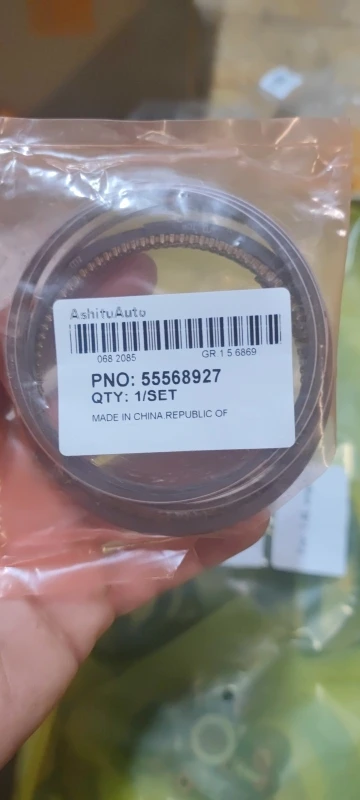 AshituAuto
068 2085 GR.1 5.6869
PNO: 55568927
QTY: 1/SET
MADE IN CHINA.REPUBLIC OF